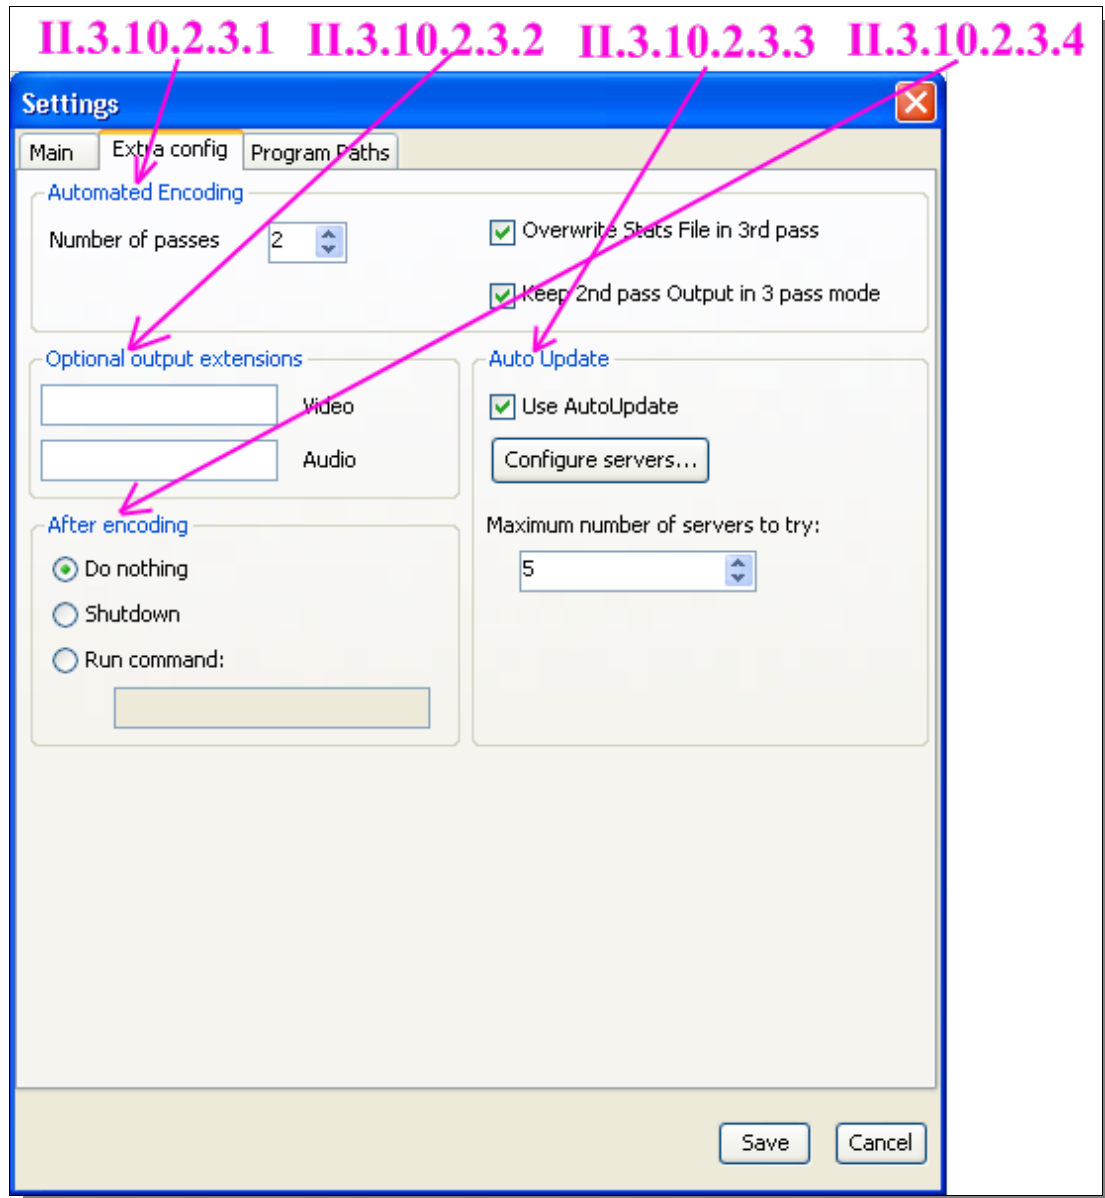 II.3.10.2.3.1 II.3.10.2.3.2 II.3.10.2.3.3 II.3.10.2.3.4
Settings
Main Extra config Program Paths
Automated Encoding
Number of passes 2
Overwrite Stats File in 3rd pass
Keep 2nd pass Output in 3 pass mode
Optional output extensions
Video
Audio
Auto Update
Use AutoUpdate
Configure servers...
Maximum number of servers to try:
5
After encoding
Do nothing
Shutdown
Run command:
Save Cancel